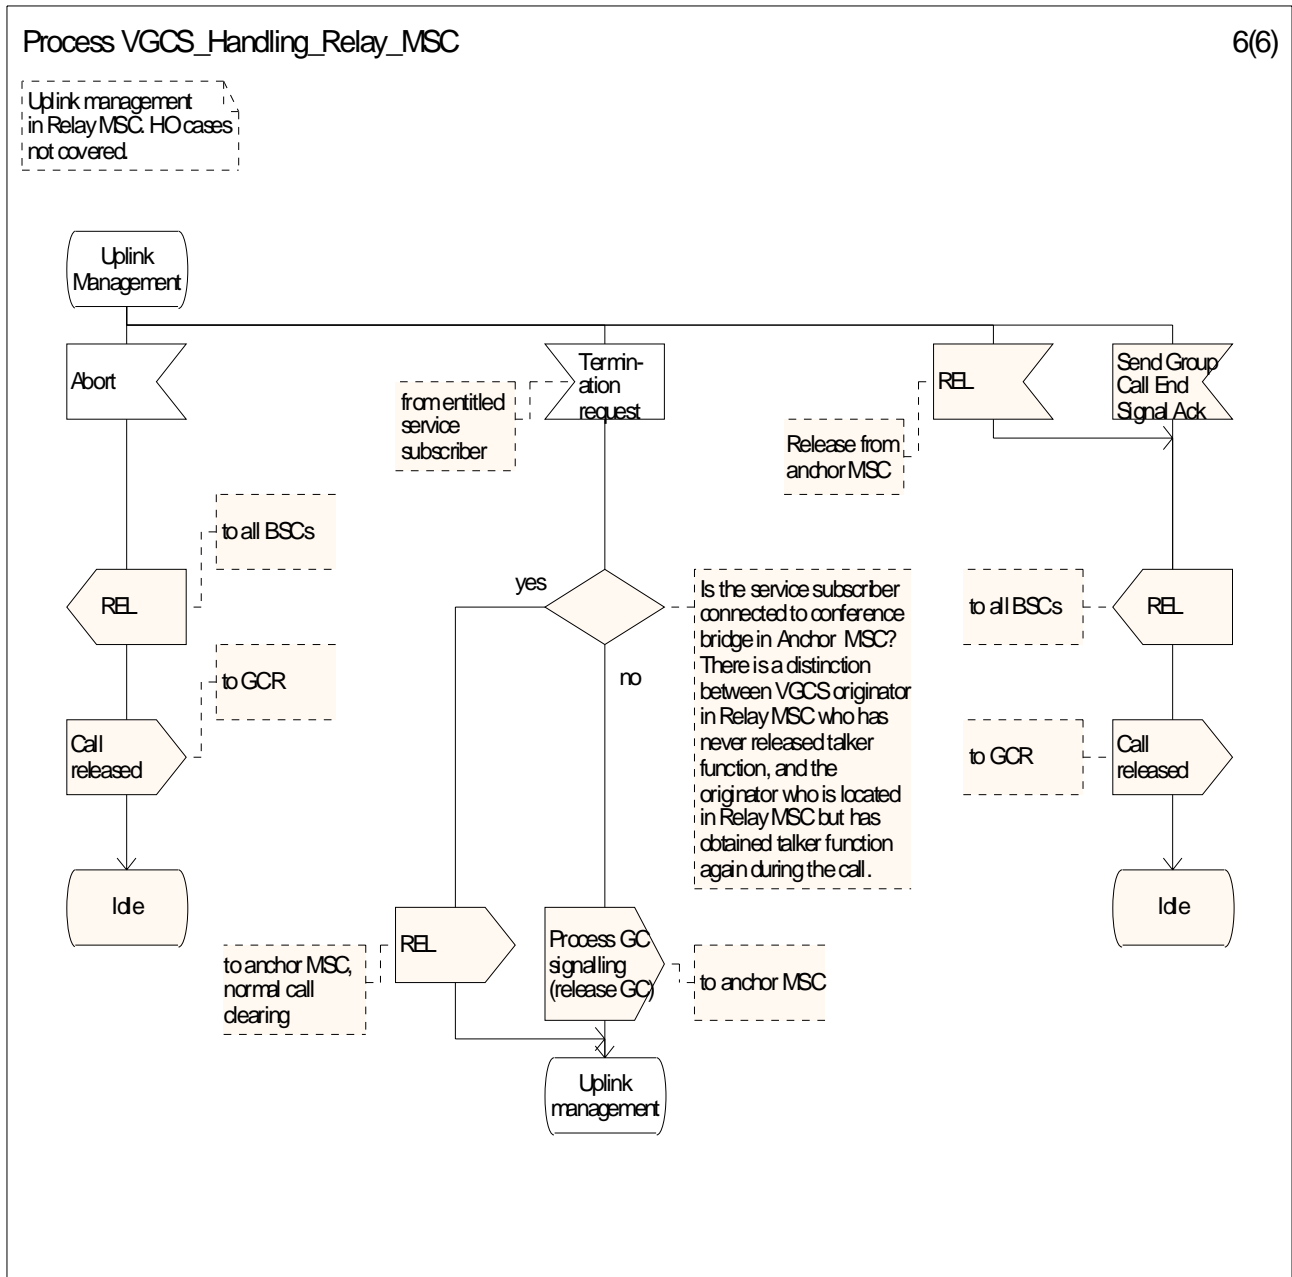 Process VGCS_Handling_Relay_MSC
6(6)
Uplink management
in Relay MSC. HO cases
not covered.
Uplink
Management
Abort
to all BSCs
REL
to GCR
Call
released
Idle
Termin-
ation
request
from entitled
service
subscriber
yes
no
Is the service subscriber
connected to conference
bridge in Anchor MSC?
There is a distinction
between VGCS originator
in Relay MSC who has
never released talker
function, and the
originator who is located
in Relay MSC but has
obtained talker function
again during the call.
REL
to anchor MSC,
normal call
clearing
Process GC
signalling
(release GC)
to anchor MSC
Uplink
management
REL
Release from
anchor MSC
Send Group
Call End
Signal Ack
to all BSCs
REL
to GCR
Call
released
Idle